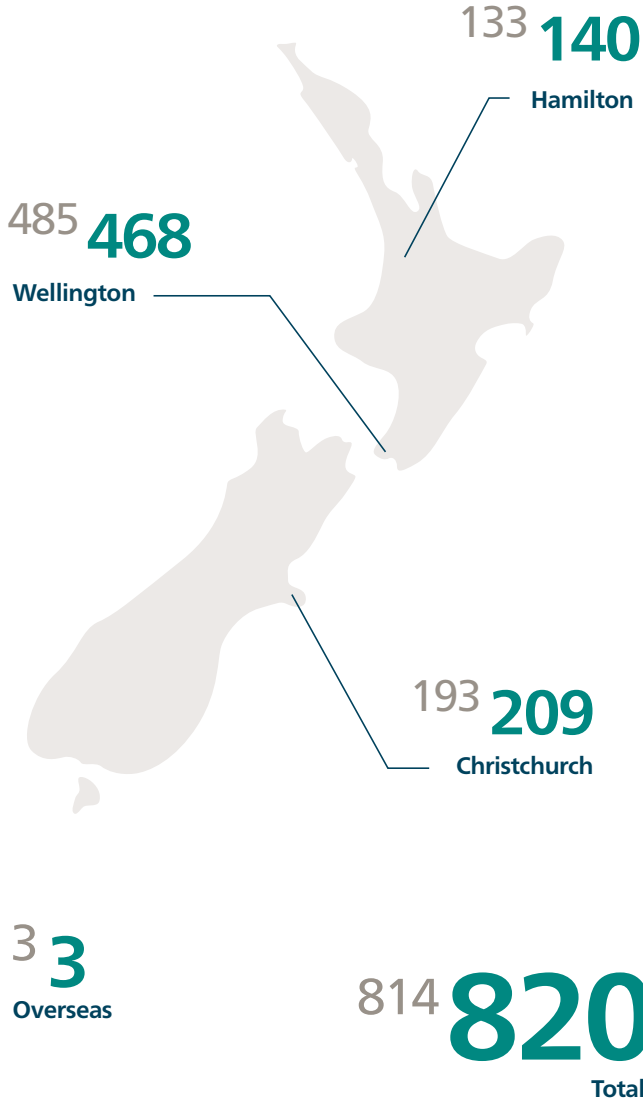 133 140
Hamilton
485 468
Wellington
193 209
Christchurch
3 3
Overseas
814 820
Total